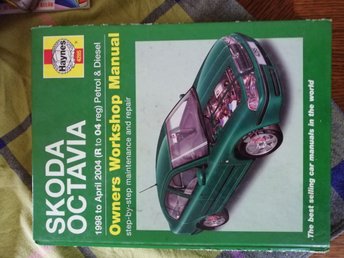 Haynes
4285
SKODA
OCTAVIA
1998 to April 2004 (R to 04 reg) Petrol & Diesel
Owners Workshop Manual
step-by-step maintenance and repair
The best selling car manuals in the world